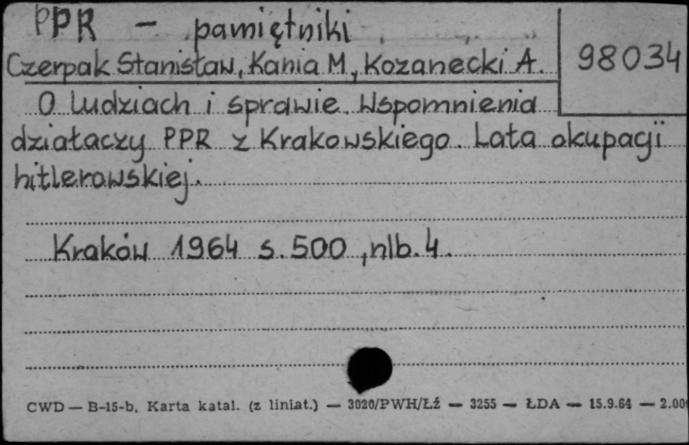 PPR - pamiętniki
98034
Czerpak Stanisław, Kania M, Kozanecki A.
O ludziach i sprawie. Wspomnienia
działaczy PPR z Krakowskiego. Lata okupacji
hitlerowskiej.
Kraków 1964 s. 500, nlb. 4.
CWD — B-15-b, Karta katal. (z liniat.) — 3020/PWH/Łź — 3255 — ŁDA — 15.9.64 — 2.00